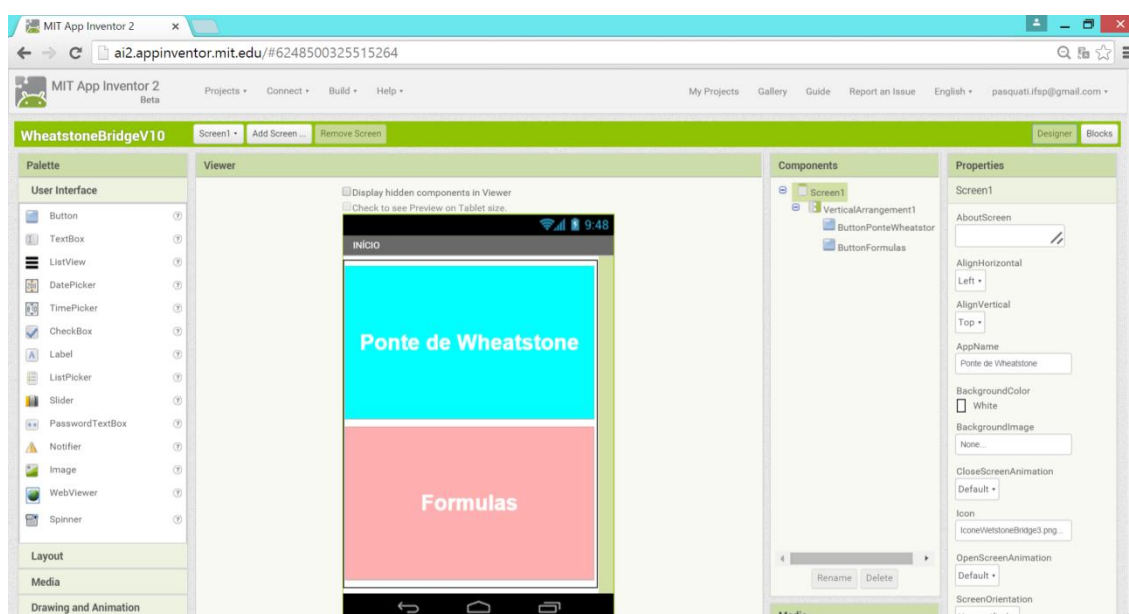 MIT App Inventor 2
ai2.appinventor.mit.edu/#6248500325515264
MIT App Inventor 2
Beta
Projects
Connect
Build
Help
My Projects
Gallery
Guide
Report an Issue
English
pasquati.ifsp@gmail.com
WheatstoneBridgeV10
Screen1
Add Screen ...
Remove Screen
Designer
Blocks
Palette
User Interface
Button
TextBox
ListView
DatePicker
TimePicker
CheckBox
Label
ListPicker
Slider
PasswordTextBox
Notifier
Image
WebViewer
Spinner
Layout
Media
Drawing and Animation
Viewer
Display hidden components in Viewer
Check to see Preview on Tablet size.
9:48
INÍCIO
Ponte de Wheatstone
Formulas
Components
Screen1
VerticalArrangement1
ButtonPonteWheatstor
ButtonFormulas
Rename
Delete
Properties
Screen1
AboutScreen
AlignHorizontal
Left
AlignVertical
Top
AppName
Ponte de Wheatstone
BackgroundColor
White
BackgroundImage
None...
CloseScreenAnimation
Default
Icon
IconeWetstoneBridge3.png...
OpenScreenAnimation
Default
ScreenOrientation